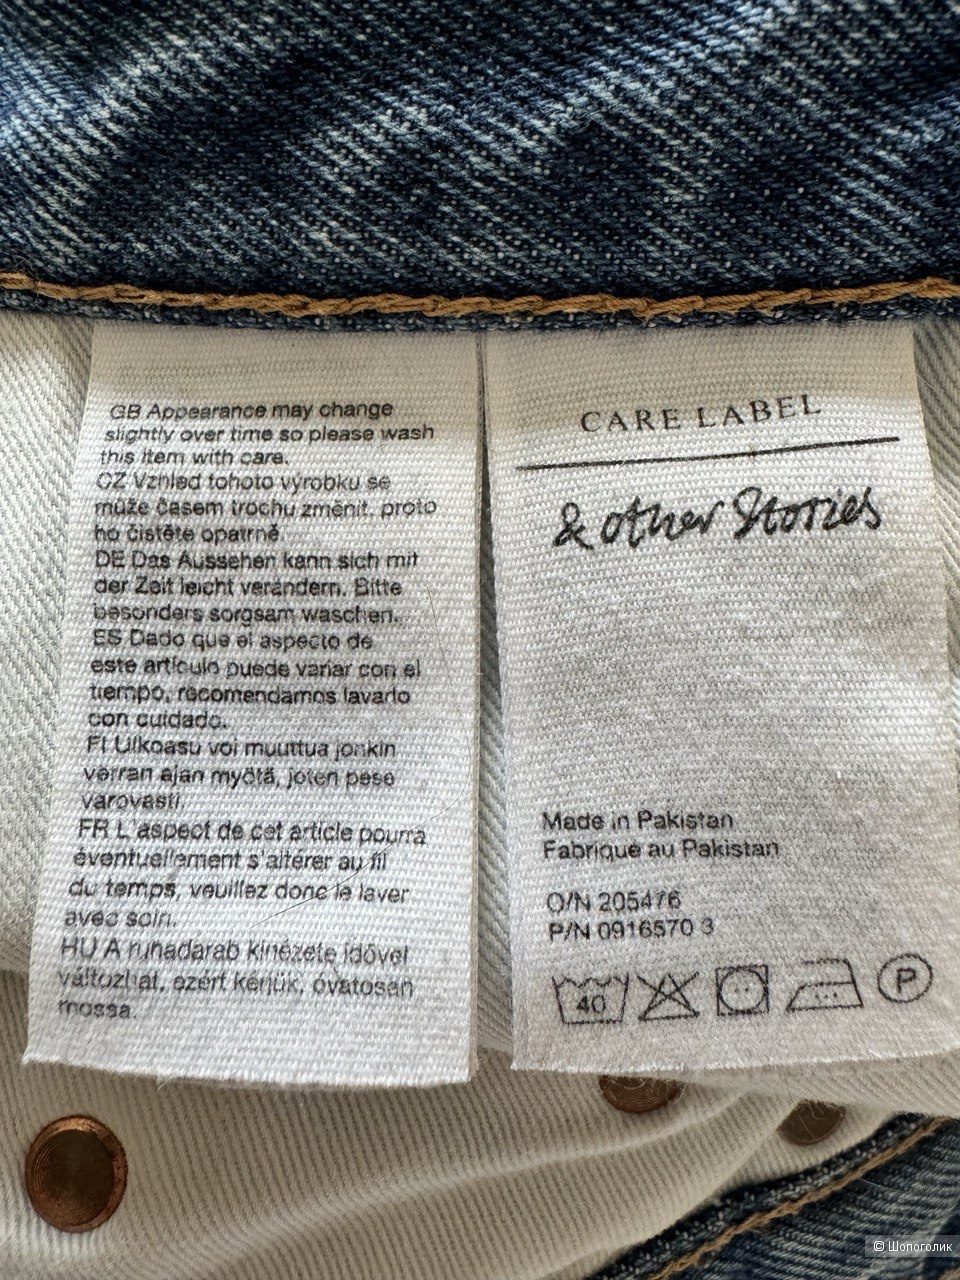 GB Appearance may change
slightly over time so please wash
this item with care.
CZ Vzhled tohoto výrobku se
může časem trochu změnit, proto
ho čistěte opatrně.
DE Das Aussehen kann sich mit
der Zeit leicht verändern. Bitte
besonders sorgsam waschen.
ES Dado que el aspecto de
este artículo puede variar con el
tiempo, recomendamos lavarlo
con cuidado.
FI Ulkoasu voi muuttua jonkin
verran ajan myötä, joten pese
varovasti.
FR L'aspect de cet article pourra
éventuellement s'altérer au fil
du temps, veuillez donc le laver
avec soin.
HU A ruhadarab kinézete idővel
változhat, ezért kérjük, óvatosan
mossa.
CARE LABEL
& other Stories
Made in Pakistan
Fabriqué au Pakistan
O/N 205476
P/N 0916570 3
40 P
© Шопоголик